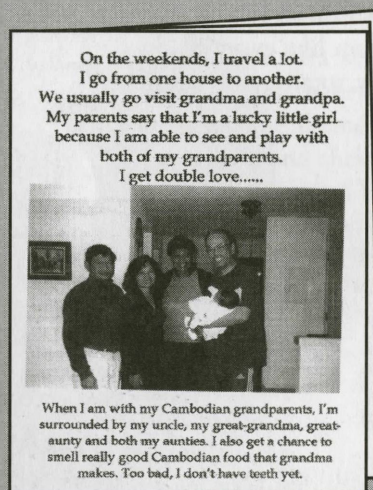 On the weekends, I travel a lot.
I go from one house to another.
We usually go visit grandma and grandpa.
My parents say that I'm a lucky little girl
because I am able to see and play with
both of my grandparents.
I get double love......
When I am with my Cambodian grandparents, I'm
surrounded by my uncle, my great-grandma, great-
aunty and both my aunties. I also get a chance to
smell really good Cambodian food that grandma
makes. Too bad, I don't have teeth yet.